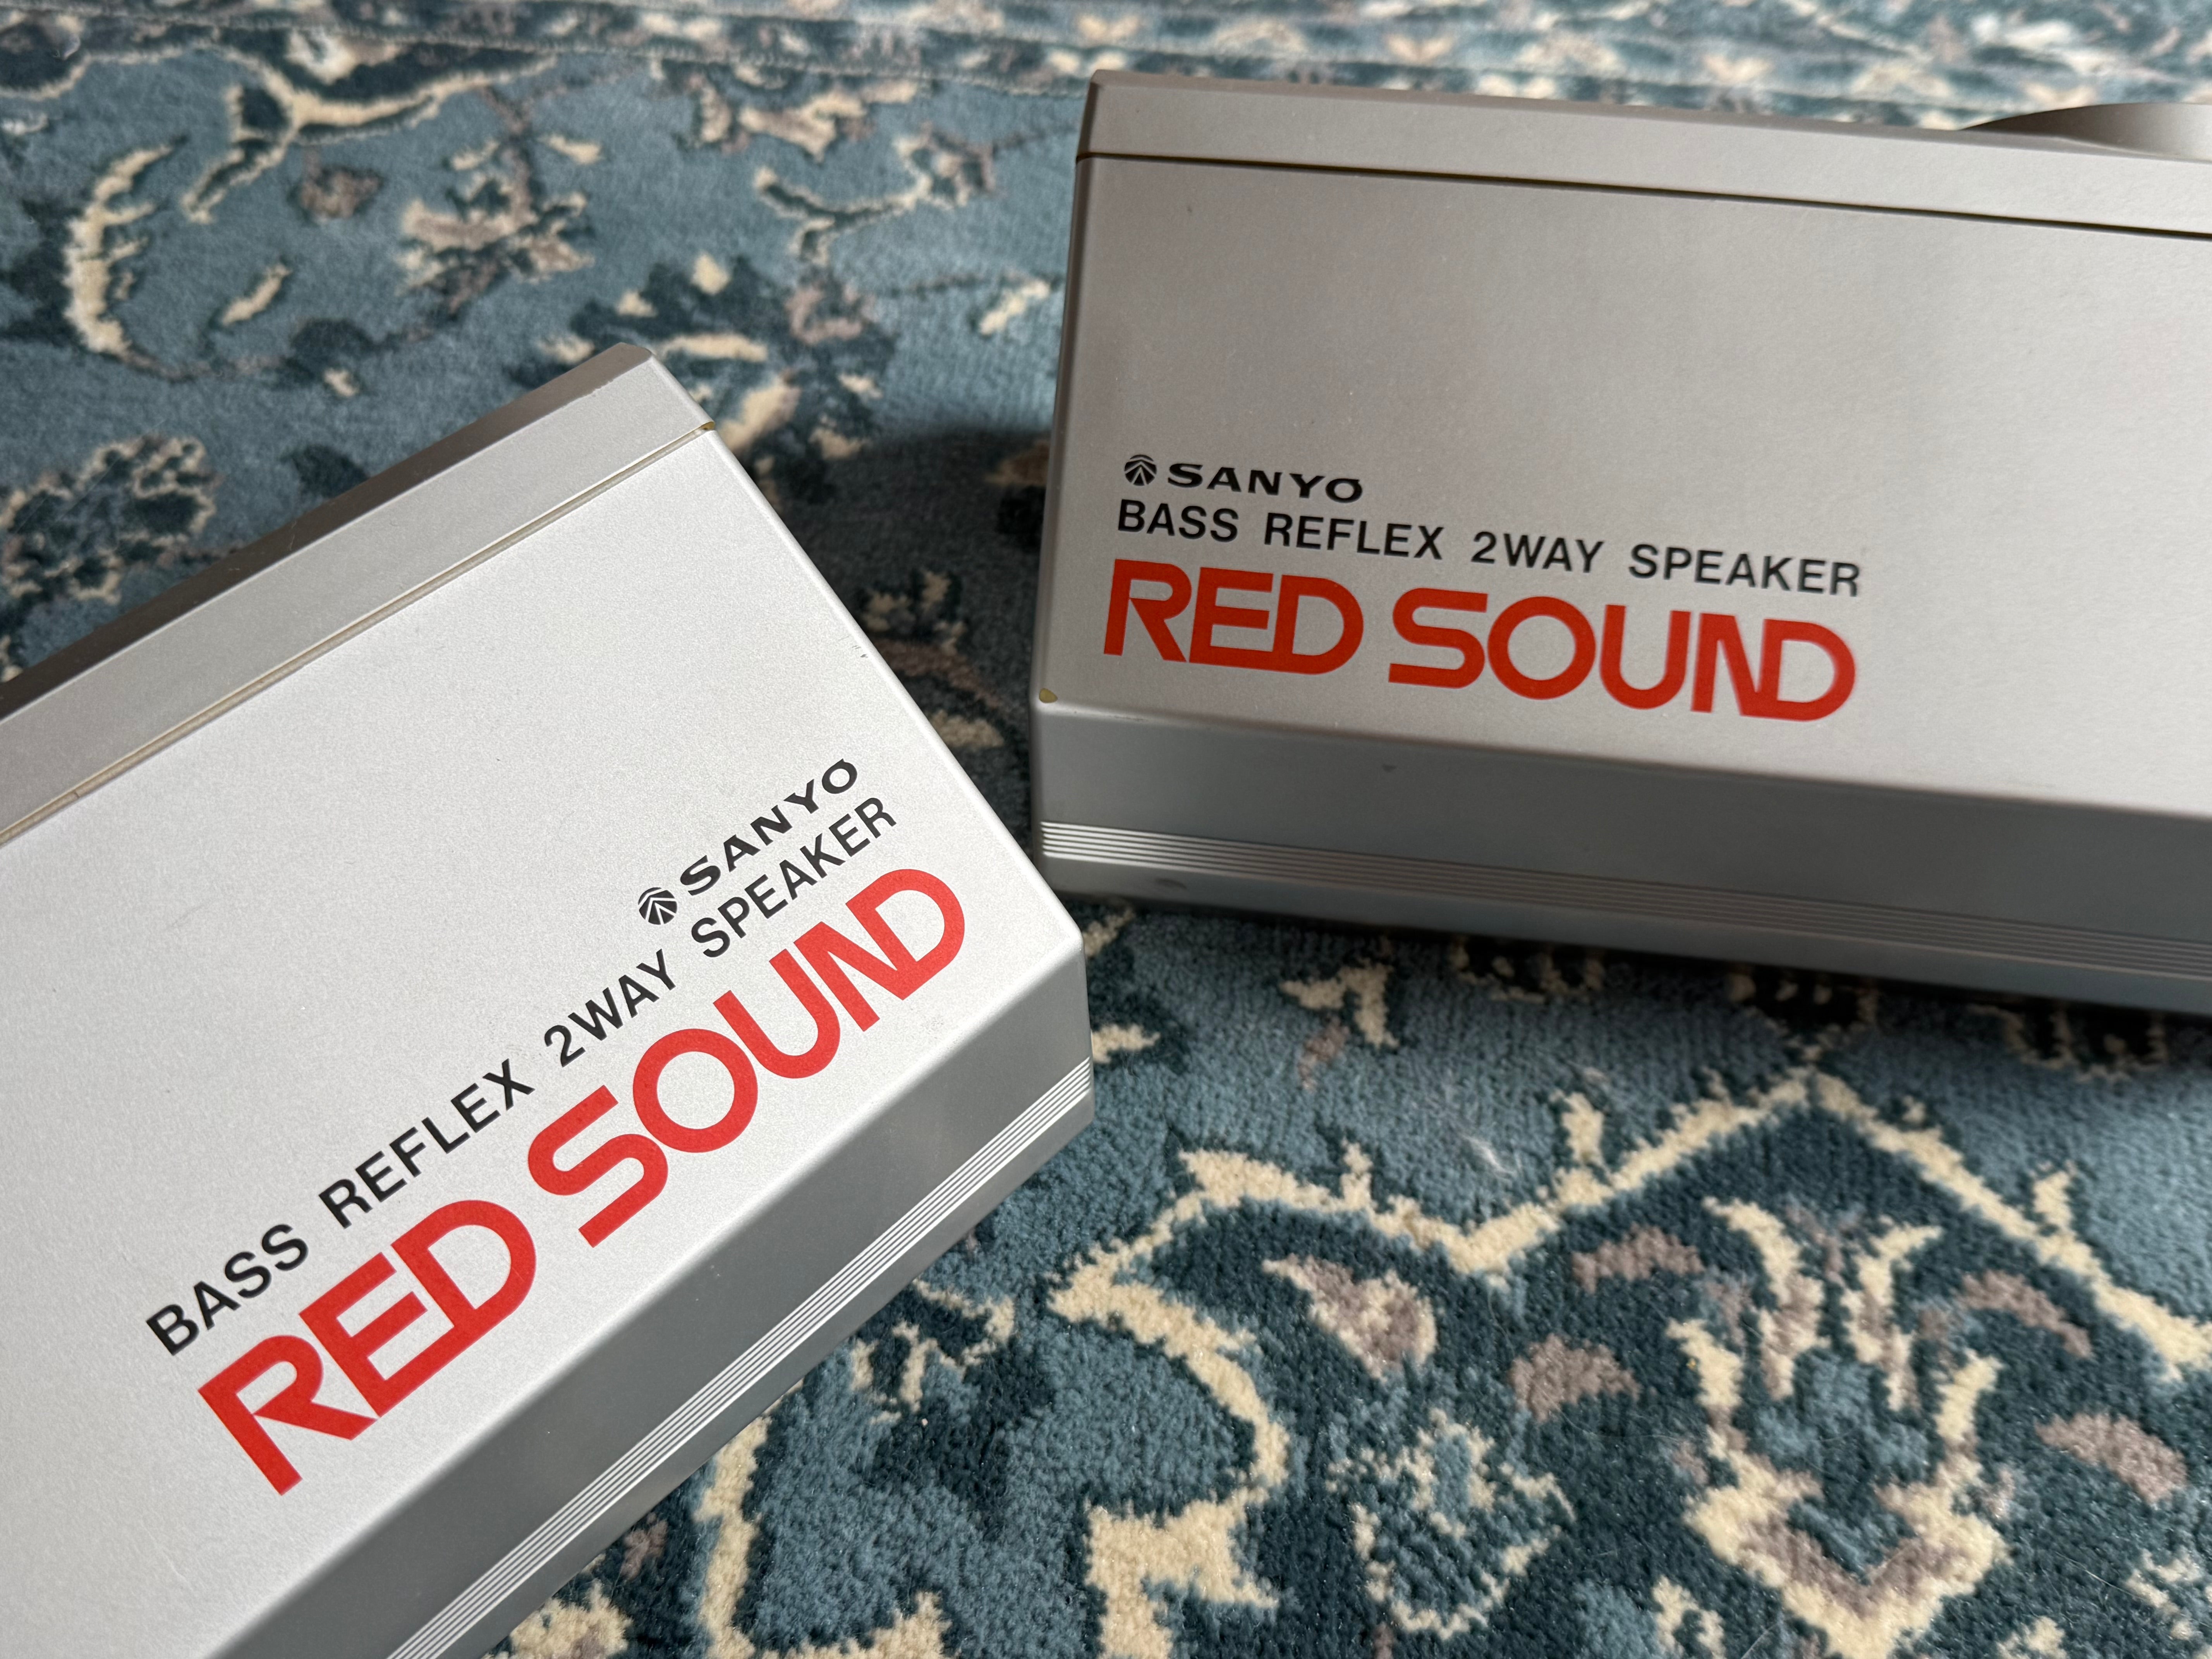 SANYO
BASS REFLEX 2WAY SPEAKER
RED SOUND
SANYO
BASS REFLEX 2WAY SPEAKER
RED SOUND